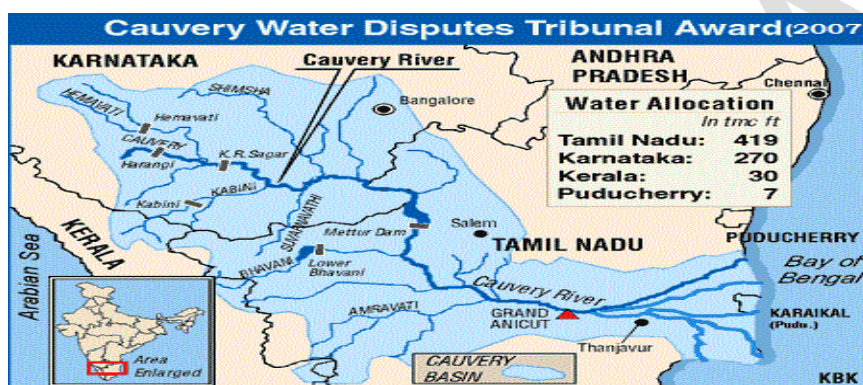 Cauvery Water Disputes Tribunal Award(2007
KARNATAKA
Cauvery River
ANDHRA
PRADESH
Chennai
HEMAVATI
SHIMSHA
Bangalore
Hemavati
CAUVERY
Harangi
K.R.Sagar
Water Allocation
In tmc ft
Tamil Nadu: 419
Karnataka: 270
Kerala: 30
Puducherry: 7
Kabini
KABINI
SUVARNAVATHI
Mettur Dam
Salem
TAMIL NADU
PUDUCHERRY
KERALA
Arabian Sea
BHAVANI
Lower
Bhavani
Bay of
Bengal
Cauvery River
AMRAVATI
GRAND
ANICUT
KARAIKAL
(Pudu.)
Thanjavur
Area
Enlarged
CAUVERY
BASIN
KBK